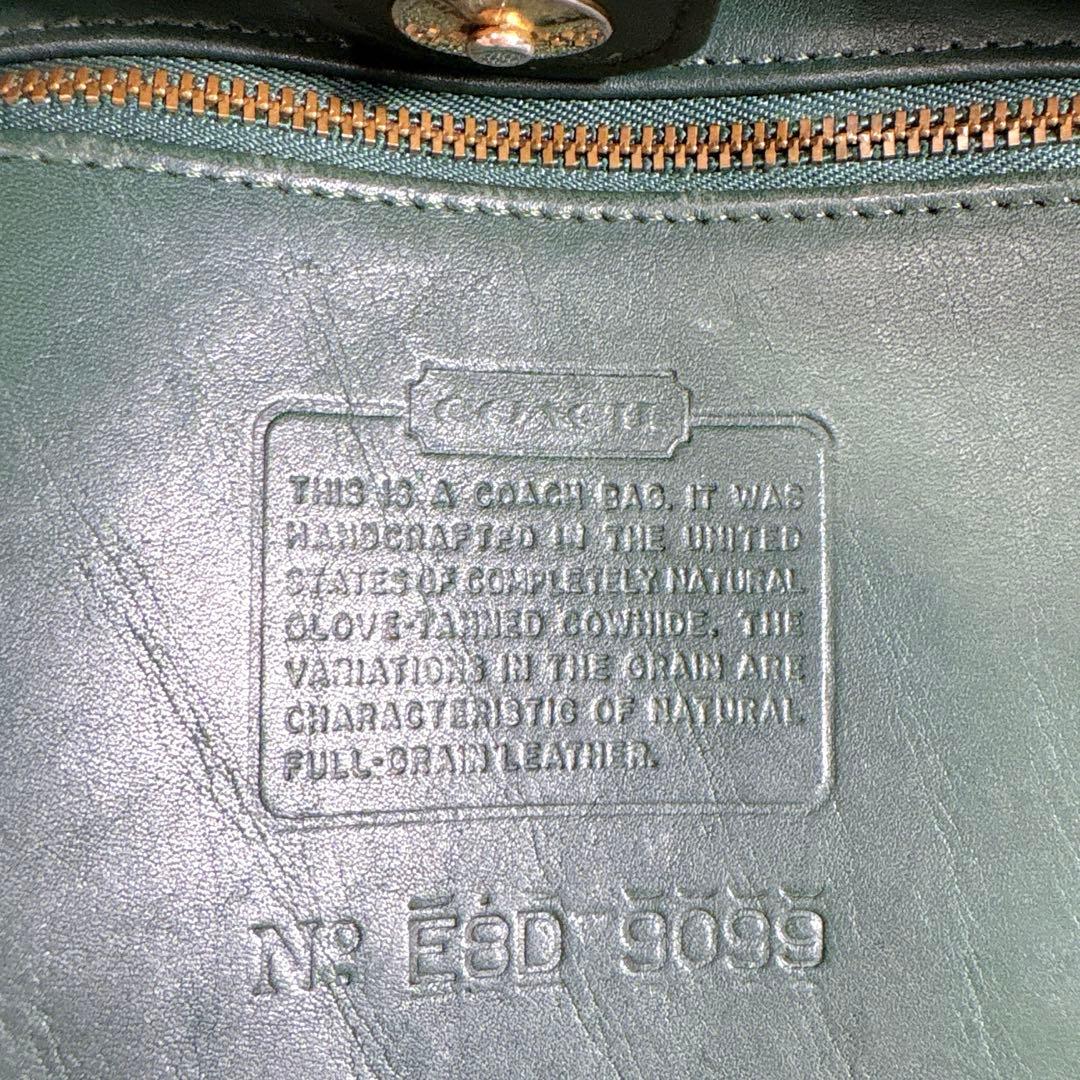 COACH
THIS IS A COACH BAG. IT WAS
HANDCRAFTED IN THE UNITED
STATES OF COMPLETELY NATURAL
GLOVE-TANNED COWHIDE. THE
VARIATIONS IN THE GRAIN ARE
CHARACTERISTIC OF NATURAL
FULL-GRAIN LEATHER.
Nº E8D-9099